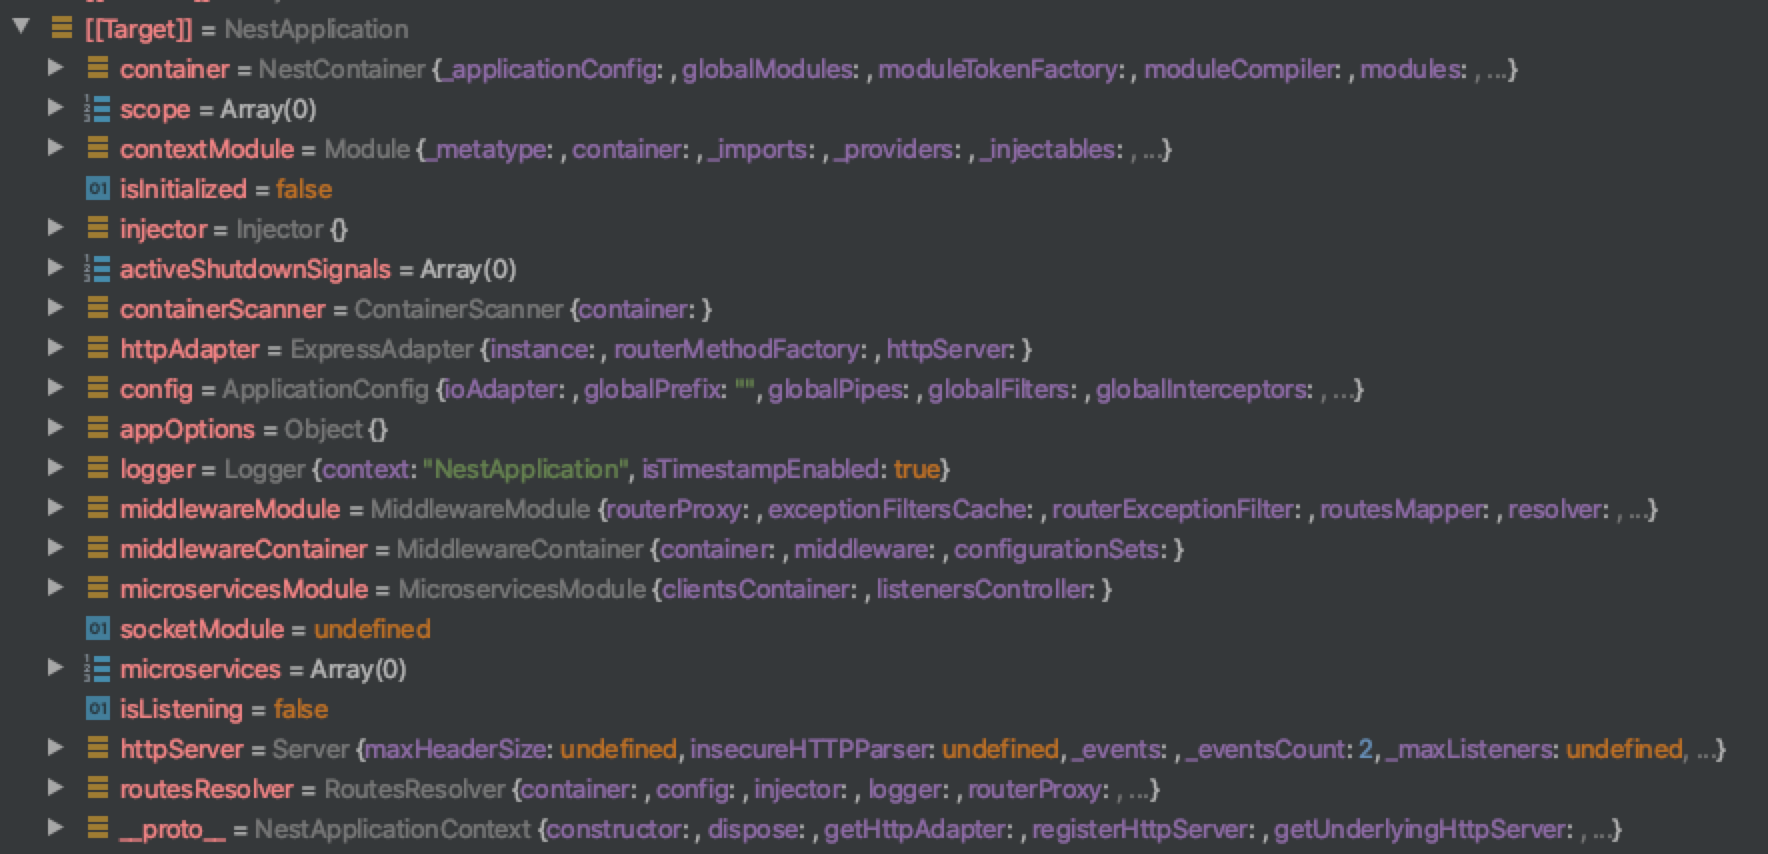 [[Target]] = NestApplication
container = NestContainer {_applicationConfig: , globalModules: , moduleTokenFactory: , moduleCompiler: , modules: , ...}
scope = Array(0)
contextModule = Module {_metatype: , container: , _imports: , _providers: , _injectables: , ...}
isInitialized = false
injector = Injector {}
activeShutdownSignals = Array(0)
containerScanner = ContainerScanner {container: }
httpAdapter = ExpressAdapter {instance: , routerMethodFactory: , httpServer: }
config = ApplicationConfig {ioAdapter: , globalPrefix: "", globalPipes: , globalFilters: , globalInterceptors: , ...}
appOptions = Object {}
logger = Logger {context: "NestApplication", isTimestampEnabled: true}
middlewareModule = MiddlewareModule {routerProxy: , exceptionFiltersCache: , routerExceptionFilter: , routesMapper: , resolver: , ...}
middlewareContainer = MiddlewareContainer {container: , middleware: , configurationSets: }
microservicesModule = MicroservicesModule {clientsContainer: , listenersController: }
socketModule = undefined
microservices = Array(0)
isListening = false
httpServer = Server {maxHeaderSize: undefined, insecureHTTPParser: undefined, _events: , _eventsCount: 2, _maxListeners: undefined, ...}
routesResolver = RoutesResolver {container: , config: , injector: , logger: , routerProxy: , ...}
__proto__ = NestApplicationContext {constructor: , dispose: , getHttpAdapter: , registerHttpServer: , getUnderlyingHttpServer: , ...}